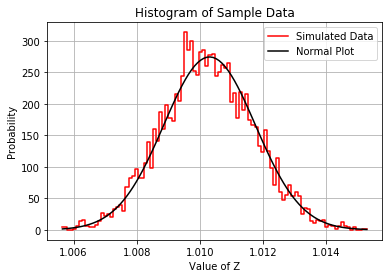 Histogram of Sample Data
Simulated Data
Normal Plot
Probability
300
250
200
150
100
50
0
1.006 1.008 1.010 1.012 1.014
Value of Z